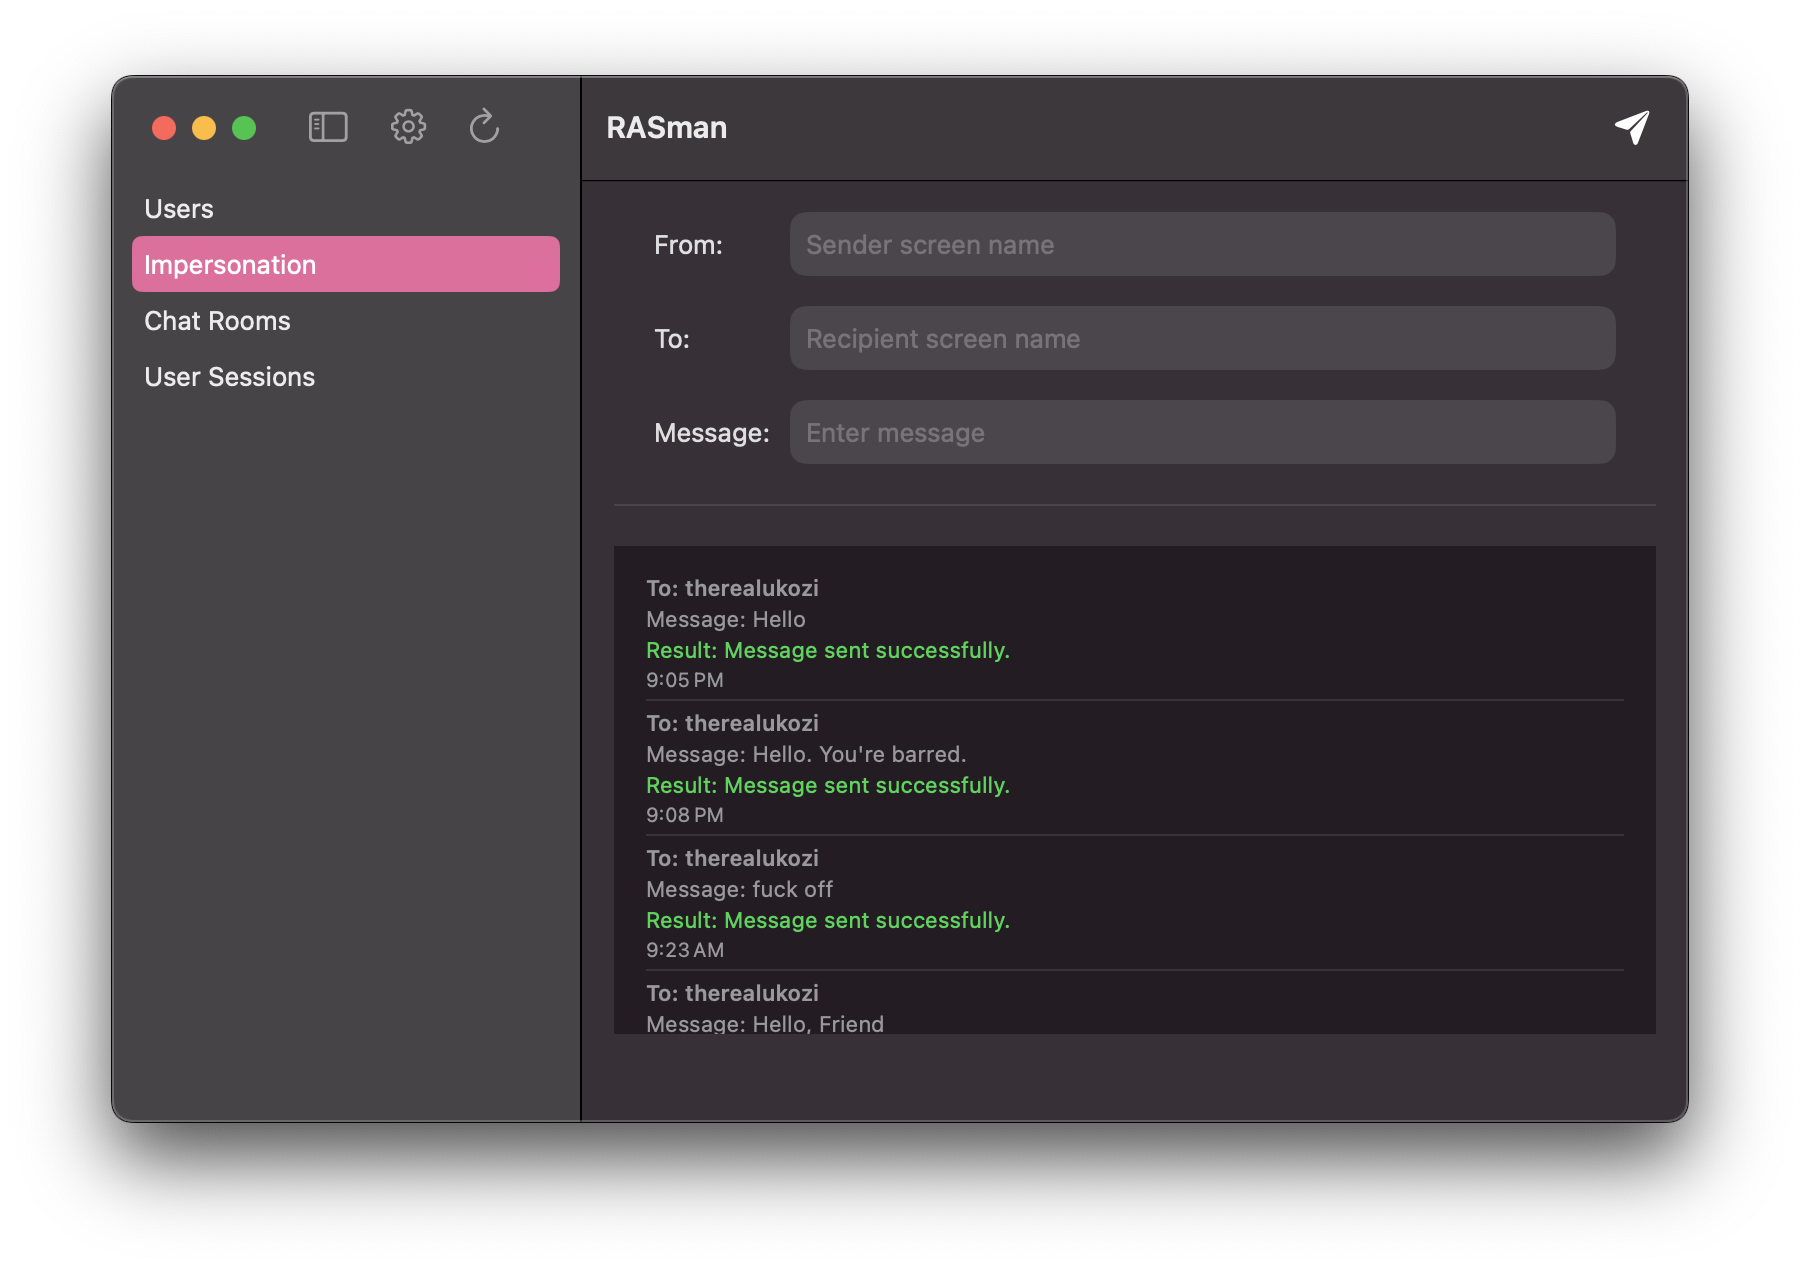 RASman
Users
Impersonation
Chat Rooms
User Sessions
From: Sender screen name
To: Recipient screen name
Message: Enter message
To: therealukozi
Message: Hello
Result: Message sent successfully.
9:05 PM
To: therealukozi
Message: Hello. You're barred.
Result: Message sent successfully.
9:08 PM
To: therealukozi
Message: fuck off
Result: Message sent successfully.
9:23 AM
To: therealukozi
Message: Hello, Friend